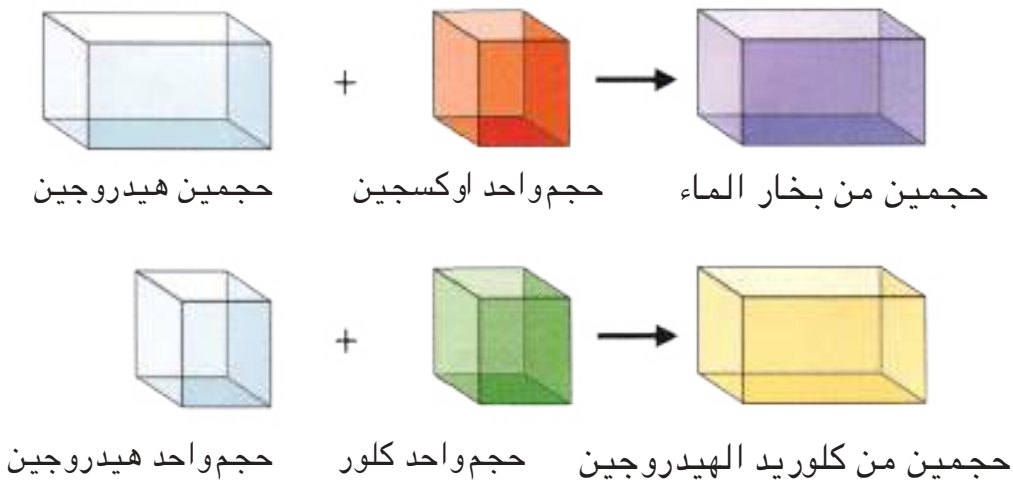 +
حجمين هيدروجين حجم واحد اوكسجين حجمين من بخار الماء
+
حجم واحد هيدروجين حجم واحد كلور حجمين من كلوريد الهيدروجين